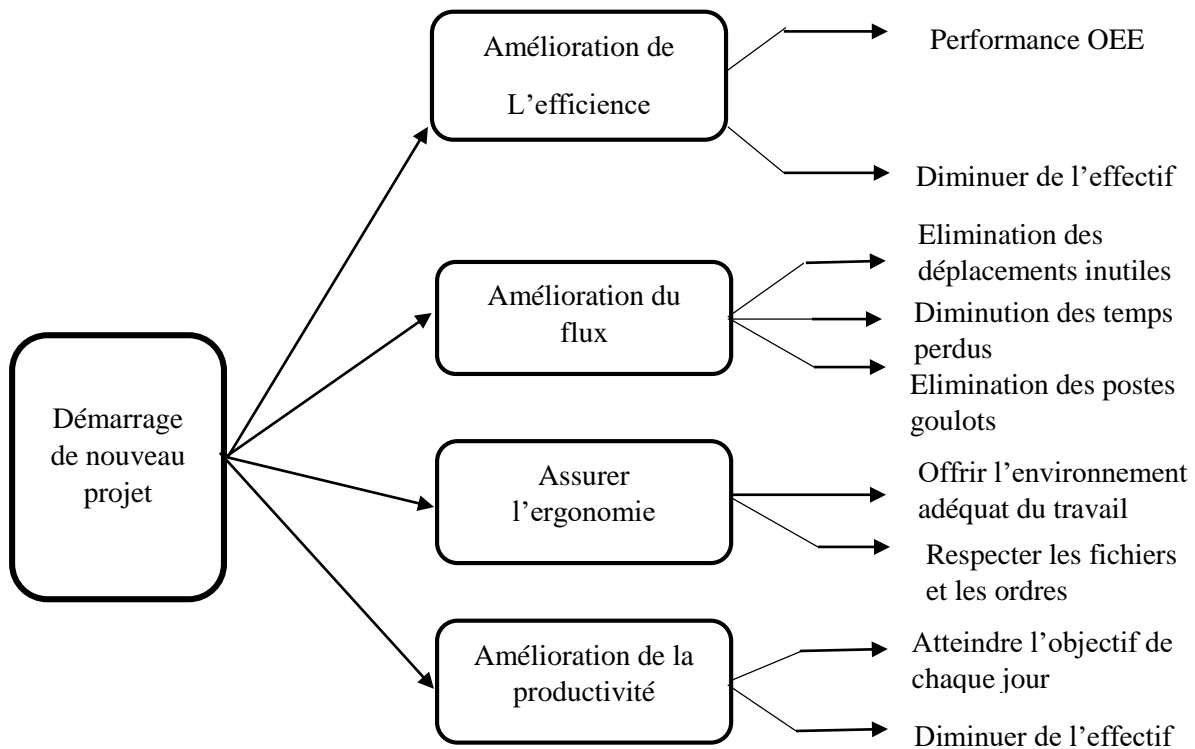 Démarrage
de nouveau
projet
Amélioration de
L’efficience
Performance OEE
Diminuer de l’effectif
Amélioration du
flux
Elimination des
déplacements inutiles
Diminution des temps
perdus
Elimination des postes
goulots
Assurer
l’ergonomie
Offrir l’environnement
adéquat du travail
Respecter les fichiers
et les ordres
Amélioration de la
productivité
Atteindre l’objectif de
chaque jour
Diminuer de l’effectif